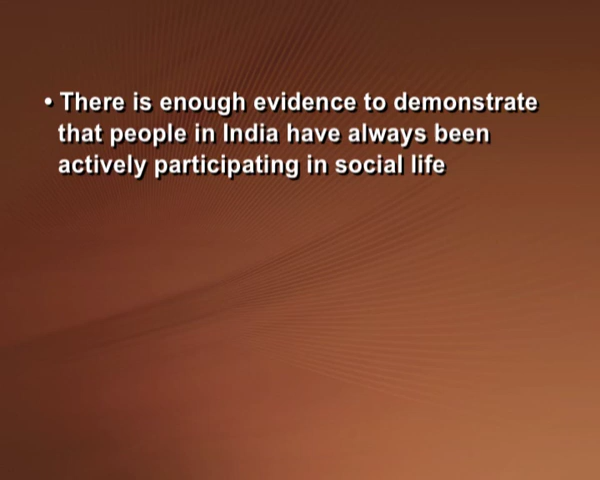 • There is enough evidence to demonstrate
that people in India have always been
actively participating in social life